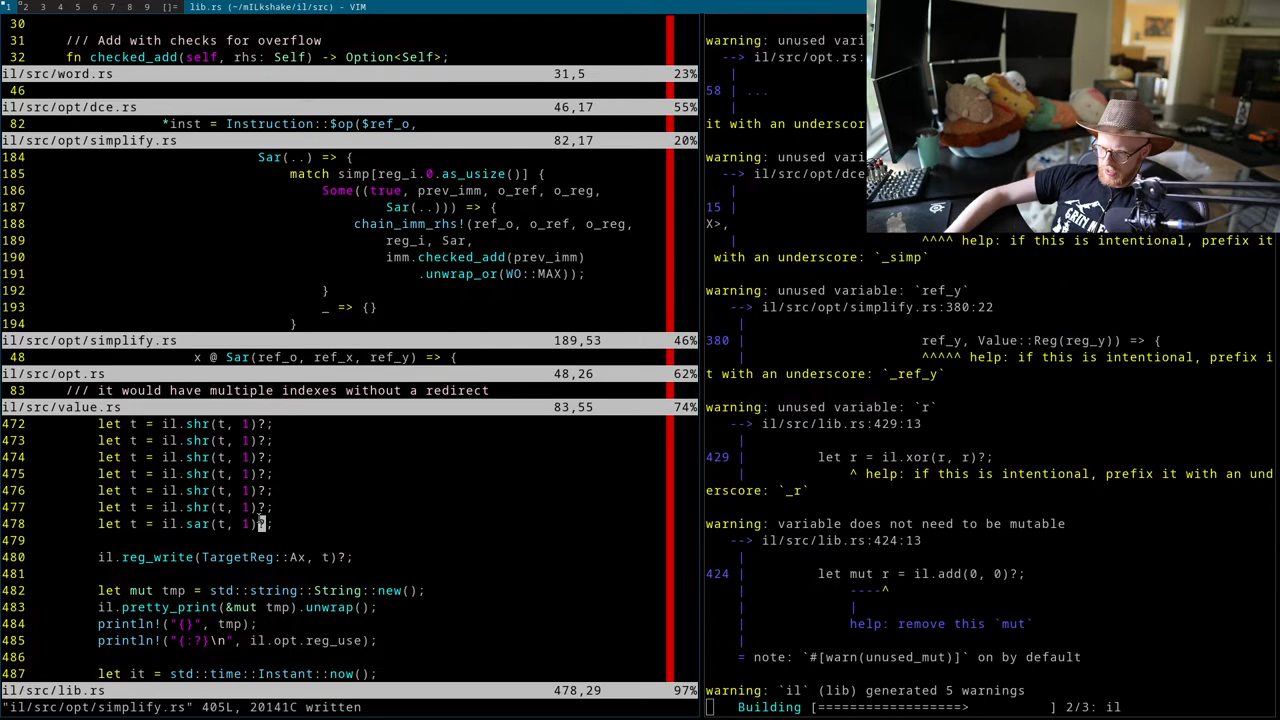 1 2 3 4 5 6 7 8 9 []= lib.rs (~/mILkshake/il/src) - VIM
30
31 /// Add with checks for overflow
32 fn checked_add(self, rhs: Self) -> Option<Self>;
il/src/word.rs 31,5 23%
46
il/src/opt/dce.rs 46,17 55%
82 *inst = Instruction::$op($ref_o,
il/src/opt/simplify.rs 82,17 20%
184 Sar(..) => {
185 match simp[reg_i.0.as_usize()] {
186 Some((true, prev_imm, o_ref, o_reg,
187 Sar(..))) => {
188 chain_imm_rhs!(ref_o, o_ref, o_reg,
189 reg_i, Sar,
190 imm.checked_add(prev_imm)
191 .unwrap_or(WO::MAX));
192 }
193 _ => {}
194 }
il/src/opt/simplify.rs 189,53 46%
48 x @ Sar(ref_o, ref_x, ref_y) => {
il/src/opt.rs 48,26 62%
83 /// it would have multiple indexes without a redirect
il/src/value.rs 83,55 74%
472 let t = il.shr(t, 1)?;
473 let t = il.shr(t, 1)?;
474 let t = il.shr(t, 1)?;
475 let t = il.shr(t, 1)?;
476 let t = il.shr(t, 1)?;
477 let t = il.shr(t, 1)?;
478 let t = il.sar(t, 1)?;
479
480 il.reg_write(TargetReg::Ax, t)?;
481
482 let mut tmp = std::string::String::new();
483 il.pretty_print(&mut tmp).unwrap();
484 println!("{}", tmp);
485 println!("{:?}\n", il.opt.reg_use);
486
487 let it = std::time::Instant::now();
il/src/lib.rs 478,29 97%
"il/src/opt/simplify.rs" 405L, 20141C written
warning: unused vari
--> il/src/opt.rs:
|
58 | ...
|
it with an underscor
warning: unused vari
--> il/src/opt/dce.rs
|
15 |
X>,
| ^^^^ help: if this is intentional, prefix it
with an underscore: `_simp`
warning: unused variable: `ref_y`
--> il/src/opt/simplify.rs:380:22
|
380 | ref_y, Value::Reg(reg_y)) => {
| ^^^^^ help: if this is intentional, prefix i
t with an underscore: `_ref_y`
warning: unused variable: `r`
--> il/src/lib.rs:429:13
|
429 | let r = il.xor(r, r)?;
| ^ help: if this is intentional, prefix it with an und
erscore: `_r`
warning: variable does not need to be mutable
--> il/src/lib.rs:424:13
|
424 | let mut r = il.add(0, 0)?;
| ----^
| |
| help: remove this `mut`
|
= note: `#[warn(unused_mut)]` on by default
warning: `il` (lib) generated 5 warnings
Building [==================> ] 2/3: il